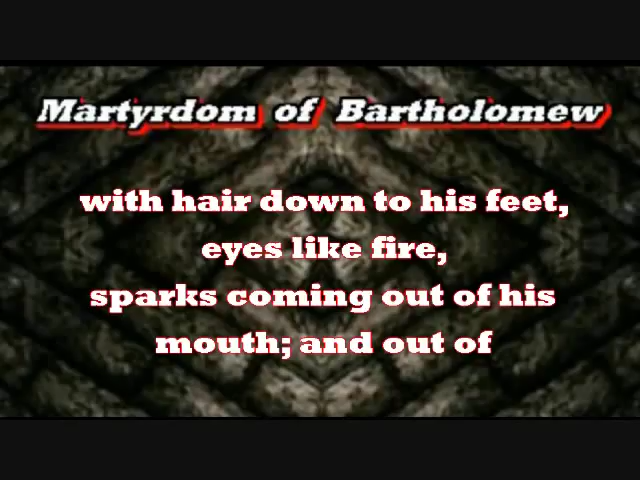 Martyrdom of Bartholomew
with hair down to his feet,
eyes like fire,
sparks coming out of his
mouth; and out of